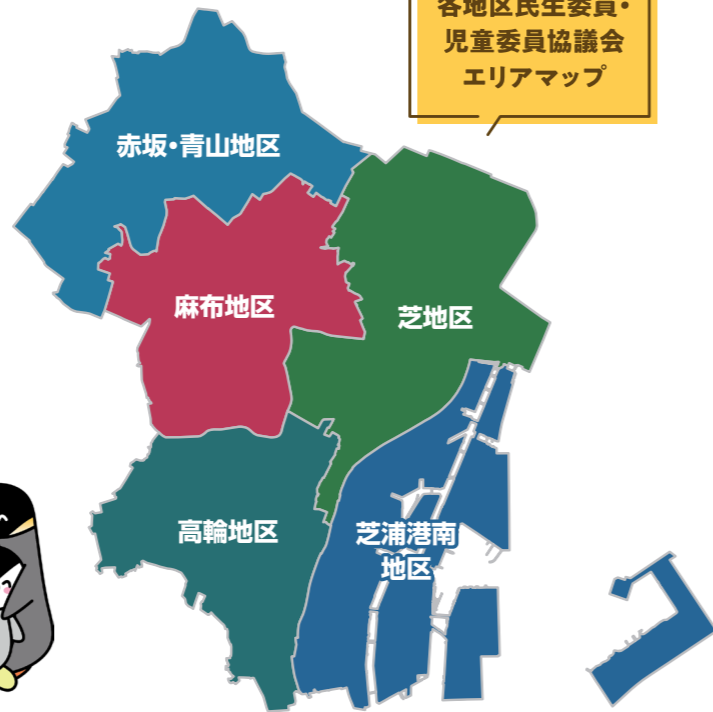 各地区民生委員・
児童委員協議会
エリアマップ
赤坂・青山地区
麻布地区
芝地区
高輪地区
芝浦港南
地区